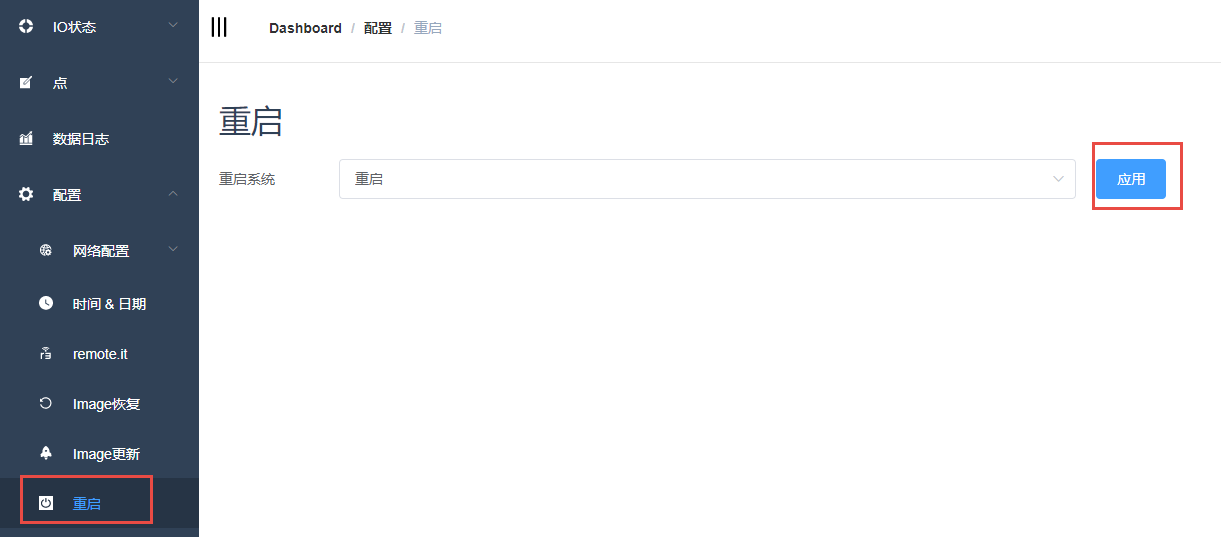 IO状态
点
数据日志
配置
网络配置
时间 & 日期
remote.it
Image恢复
Image更新
重启
Dashboard / 配置 / 重启
重启
重启系统 重启 应用